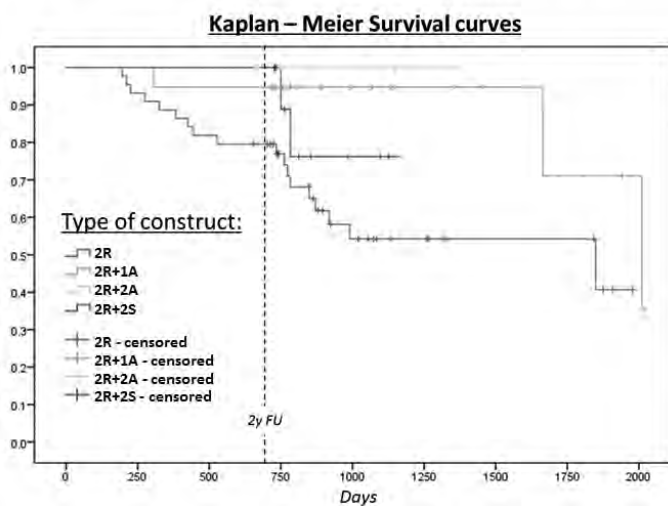 Kaplan – Meier Survival curves
1.0
0.9
0.8
0.7
0.6
0.5
0.4
0.3
0.2
0.1
0.0
Type of construct:
2R
2R+1A
2R+2A
2R+2S
2R - censored
2R+1A - censored
2R+2A - censored
2R+2S - censored
2y FU
0 250 500 750 1000 1250 1500 1750 2000
Days